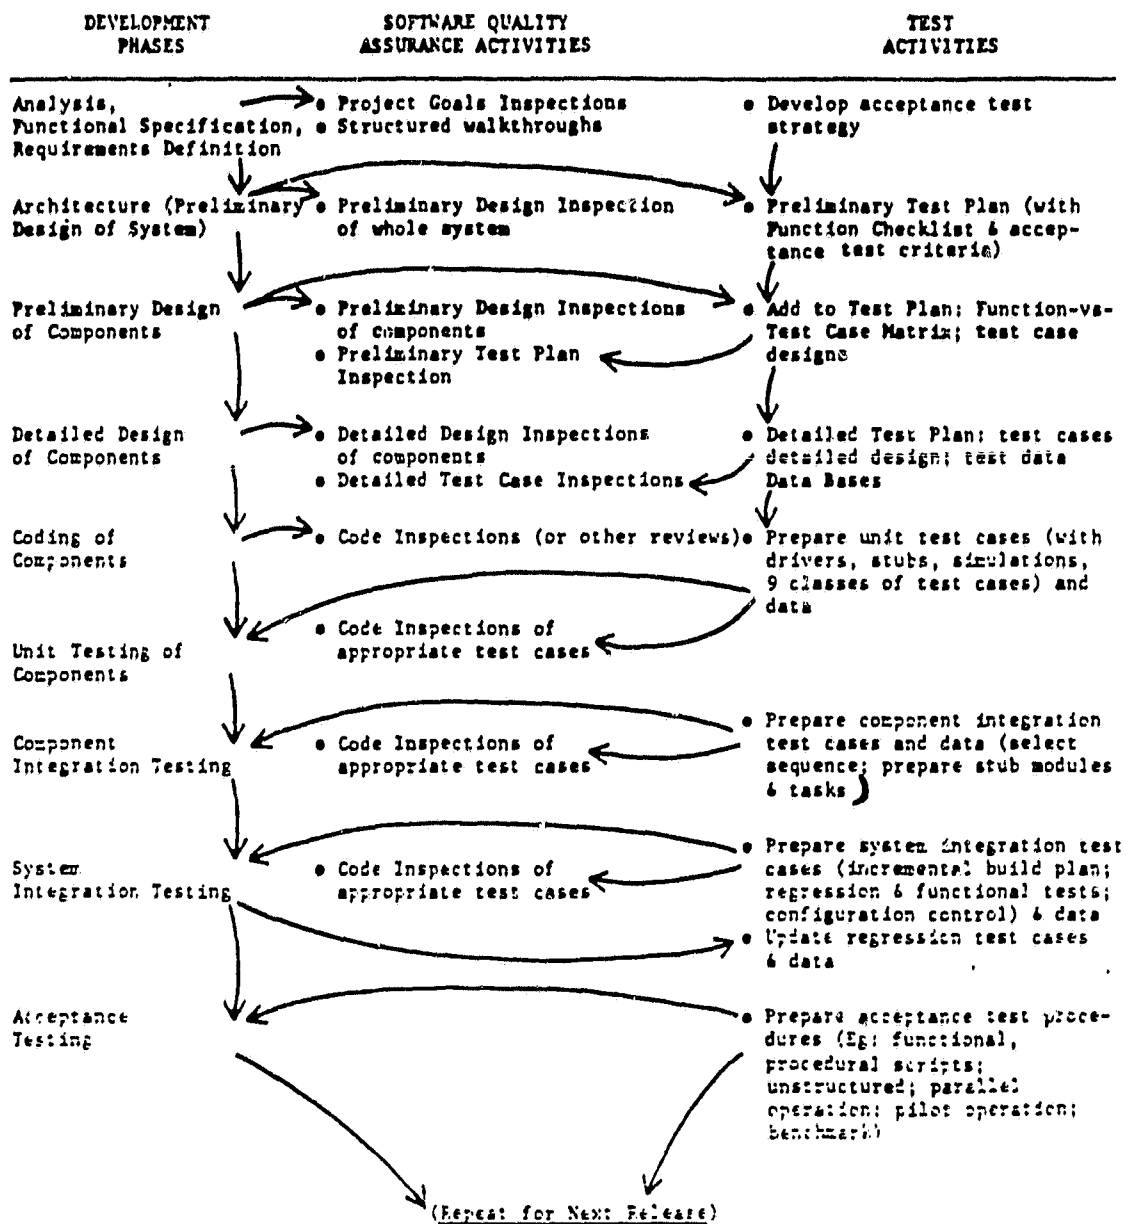 DEVELOPMENT PHASES
SOFTWARE QUALITY ASSURANCE ACTIVITIES
TEST ACTIVITIES
Analysis,
Functional Specification,
Requirements Definition
• Project Goals Inspections
• Structured walkthroughs
• Develop acceptance test
strategy
Architecture (Preliminary
Design of System)
• Preliminary Design Inspection
of whole system
• Preliminary Test Plan (with
Function Checklist & accep-
tance test criteria)
Preliminary Design
of Components
• Preliminary Design Inspections
of components
• Preliminary Test Plan
Inspection
• Add to Test Plan: Function-vs-
Test Case Matrix; test case
designs
Detailed Design
of Components
• Detailed Design Inspections
of components
• Detailed Test Case Inspections
• Detailed Test Plan: test cases
detailed design; test data
Data Bases
Coding of
Components
• Code Inspections (or other reviews)
• Prepare unit test cases (with
drivers, stubs, simulations,
9 classes of test cases) and
data
Unit Testing of
Components
• Code Inspections of
appropriate test cases
Component
Integration Testing
• Code Inspections of
appropriate test cases
• Prepare component integration
test cases and data (select
sequence; prepare stub modules
& tasks)
System
Integration Testing
• Code Inspections of
appropriate test cases
• Prepare system integration test
cases (incremental build plan;
regression & functional tests;
configuration control) & data
• Update regression test cases
& data
Acceptance
Testing
• Prepare acceptance test proce-
dures (Eg: functional,
procedural scripts;
unstructured; parallel
operation; pilot operation;
benchmark)
(Repeat for Next Release)